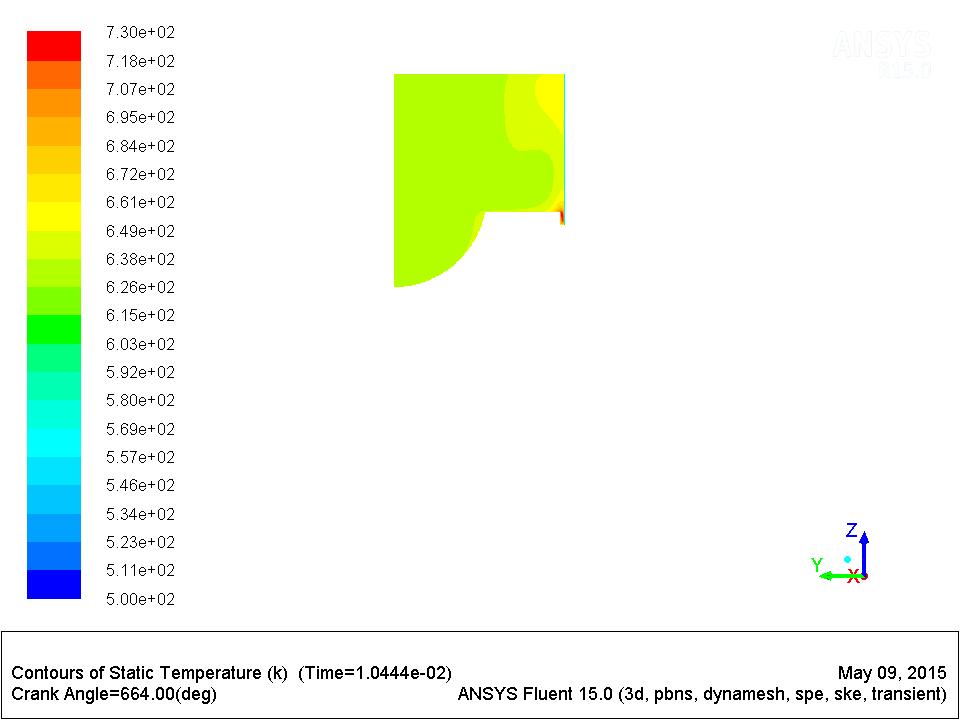 7.30e+02
7.18e+02
7.07e+02
6.95e+02
6.84e+02
6.72e+02
6.61e+02
6.49e+02
6.38e+02
6.26e+02
6.15e+02
6.03e+02
5.92e+02
5.80e+02
5.69e+02
5.57e+02
5.46e+02
5.34e+02
5.23e+02
5.11e+02
5.00e+02
ANSYS
R15.0
Z
Y
X
Contours of Static Temperature (k) (Time=1.0444e-02)
Crank Angle=664.00(deg)
May 09, 2015
ANSYS Fluent 15.0 (3d, pbns, dynamesh, spe, ske, transient)